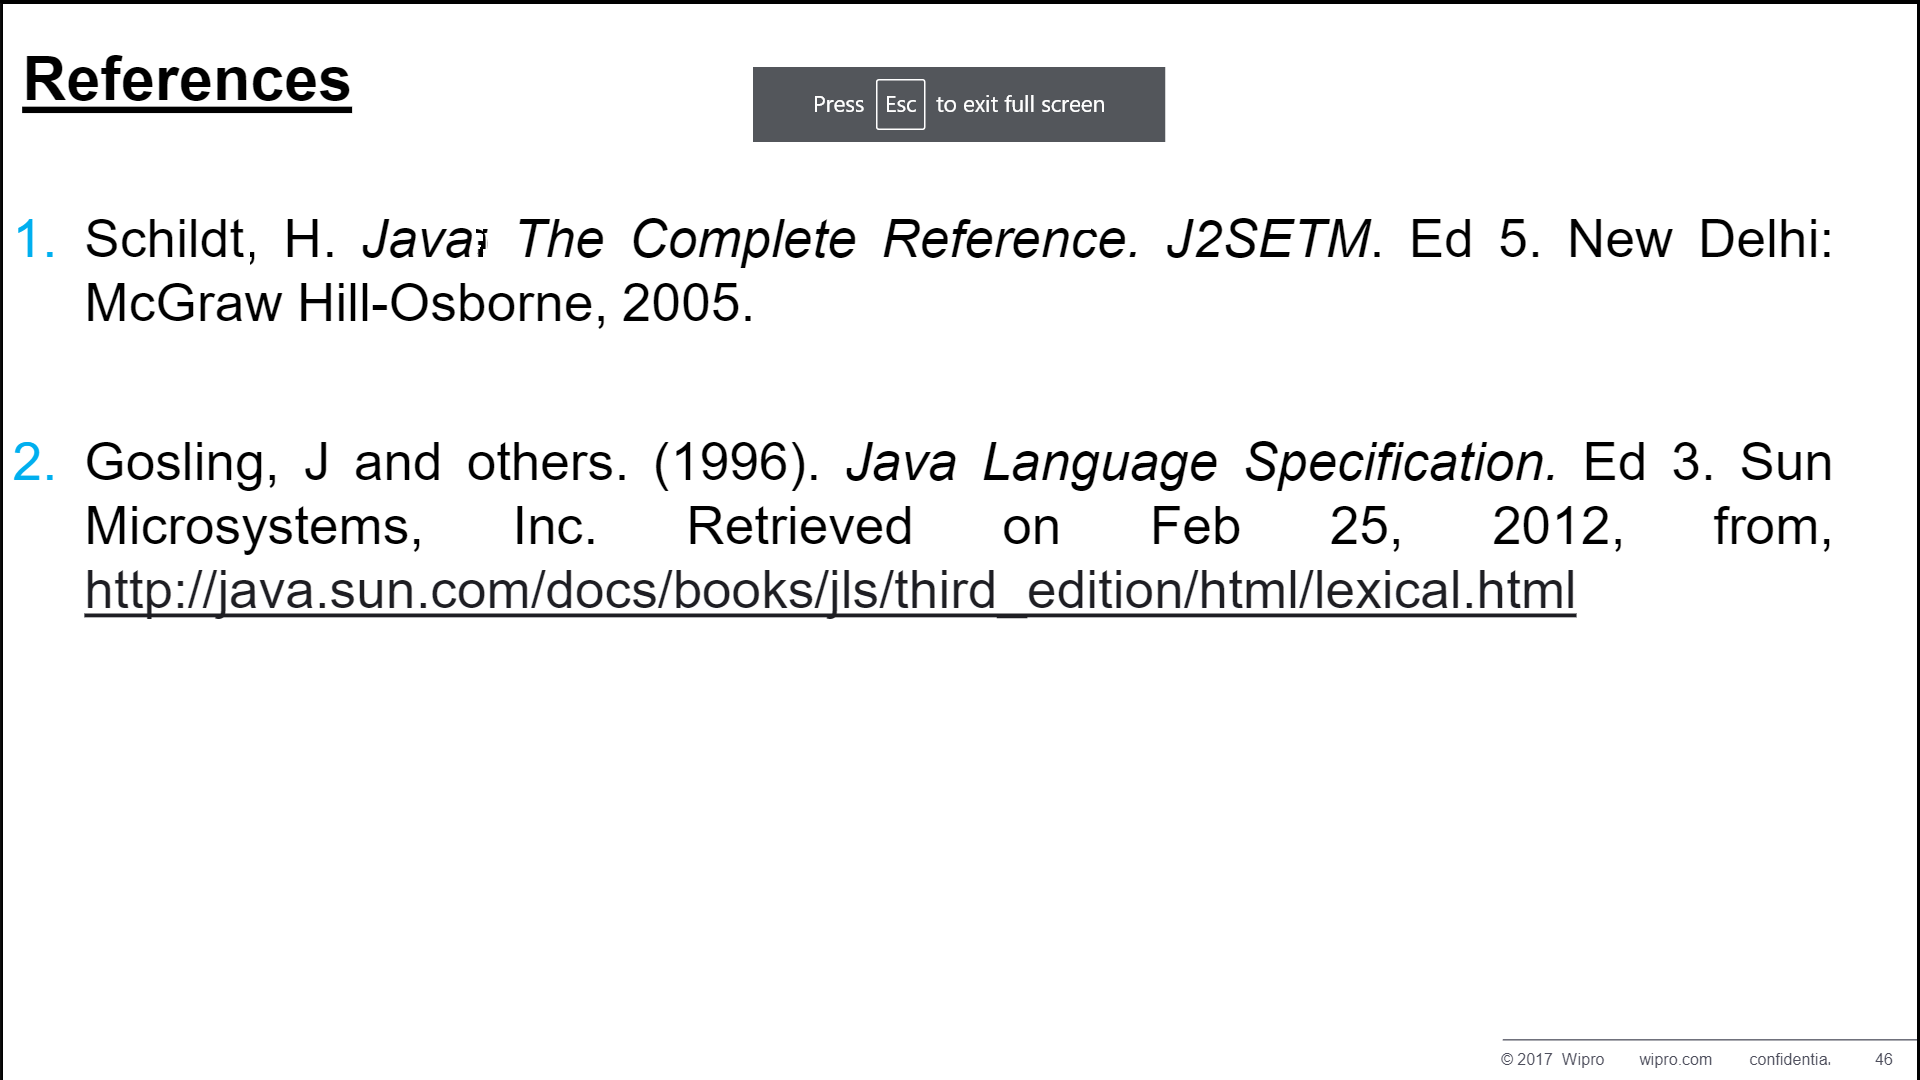 References
Press Esc to exit full screen
1. Schildt, H. Java: The Complete Reference. J2SETM. Ed 5. New Delhi:
McGraw Hill-Osborne, 2005.
2. Gosling, J and others. (1996). Java Language Specification. Ed 3. Sun
Microsystems, Inc. Retrieved on Feb 25, 2012, from,
http://java.sun.com/docs/books/jls/third_edition/html/lexical.html
© 2017 Wipro wipro.com confidential 46